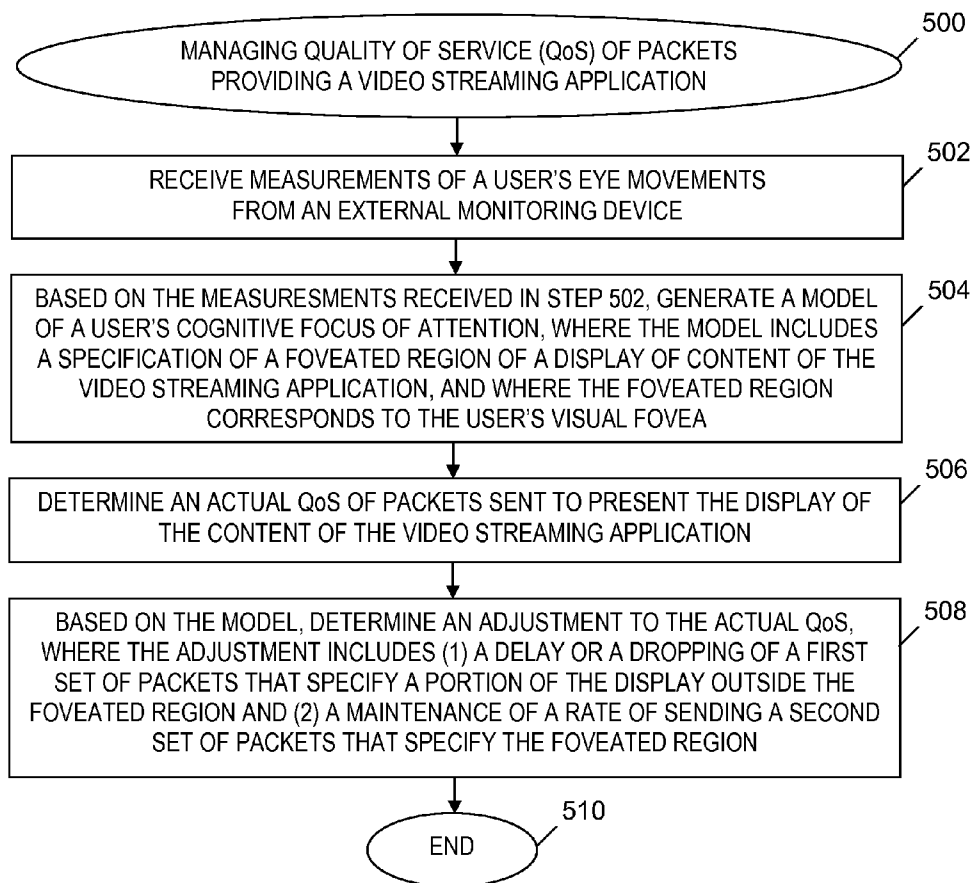 MANAGING QUALITY OF SERVICE (QoS) OF PACKETS
PROVIDING A VIDEO STREAMING APPLICATION
500
RECEIVE MEASUREMENTS OF A USER'S EYE MOVEMENTS
FROM AN EXTERNAL MONITORING DEVICE
502
BASED ON THE MEASURESMENTS RECEIVED IN STEP 502, GENERATE A MODEL
OF A USER'S COGNITIVE FOCUS OF ATTENTION, WHERE THE MODEL INCLUDES
A SPECIFICATION OF A FOVEATED REGION OF A DISPLAY OF CONTENT OF THE
VIDEO STREAMING APPLICATION, AND WHERE THE FOVEATED REGION
CORRESPONDS TO THE USER'S VISUAL FOVEA
504
DETERMINE AN ACTUAL QoS OF PACKETS SENT TO PRESENT THE DISPLAY OF
THE CONTENT OF THE VIDEO STREAMING APPLICATION
506
BASED ON THE MODEL, DETERMINE AN ADJUSTMENT TO THE ACTUAL QoS,
WHERE THE ADJUSTMENT INCLUDES (1) A DELAY OR A DROPPING OF A FIRST
SET OF PACKETS THAT SPECIFY A PORTION OF THE DISPLAY OUTSIDE THE
FOVEATED REGION AND (2) A MAINTENANCE OF A RATE OF SENDING A SECOND
SET OF PACKETS THAT SPECIFY THE FOVEATED REGION
508
END
510